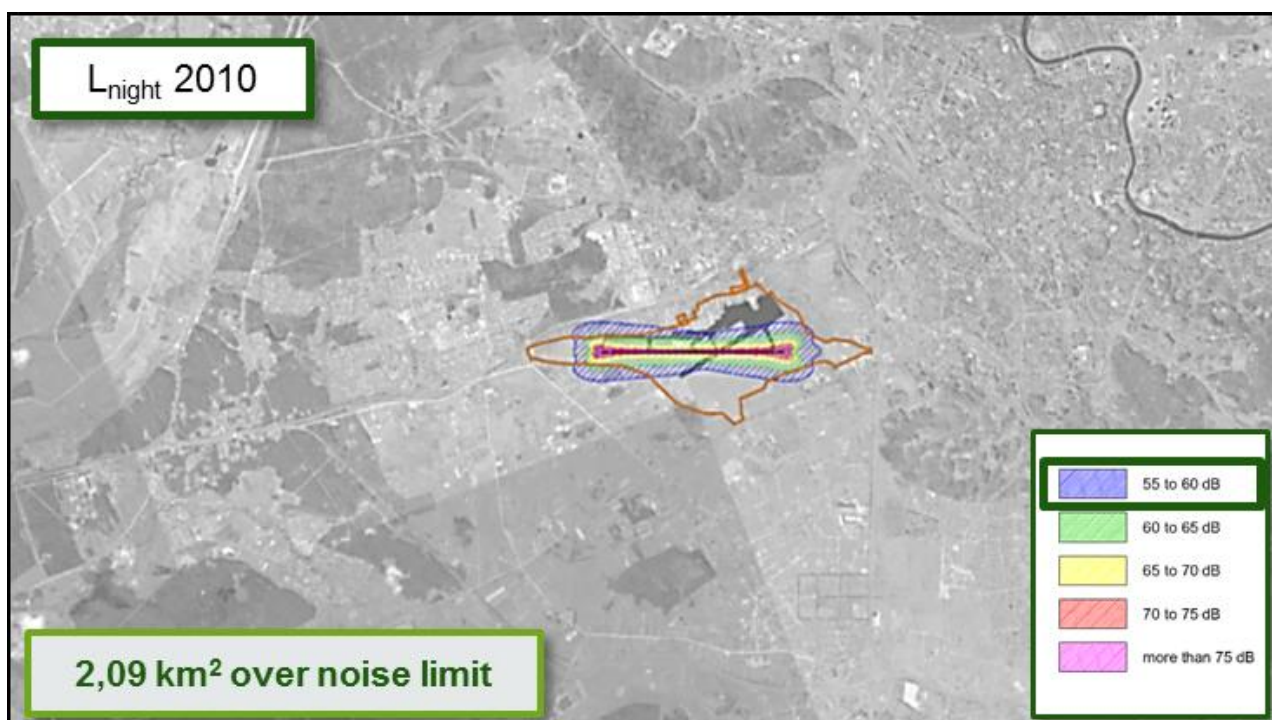 Lnight 2010
55 to 60 dB
60 to 65 dB
65 to 70 dB
70 to 75 dB
more than 75 dB
2,09 km² over noise limit